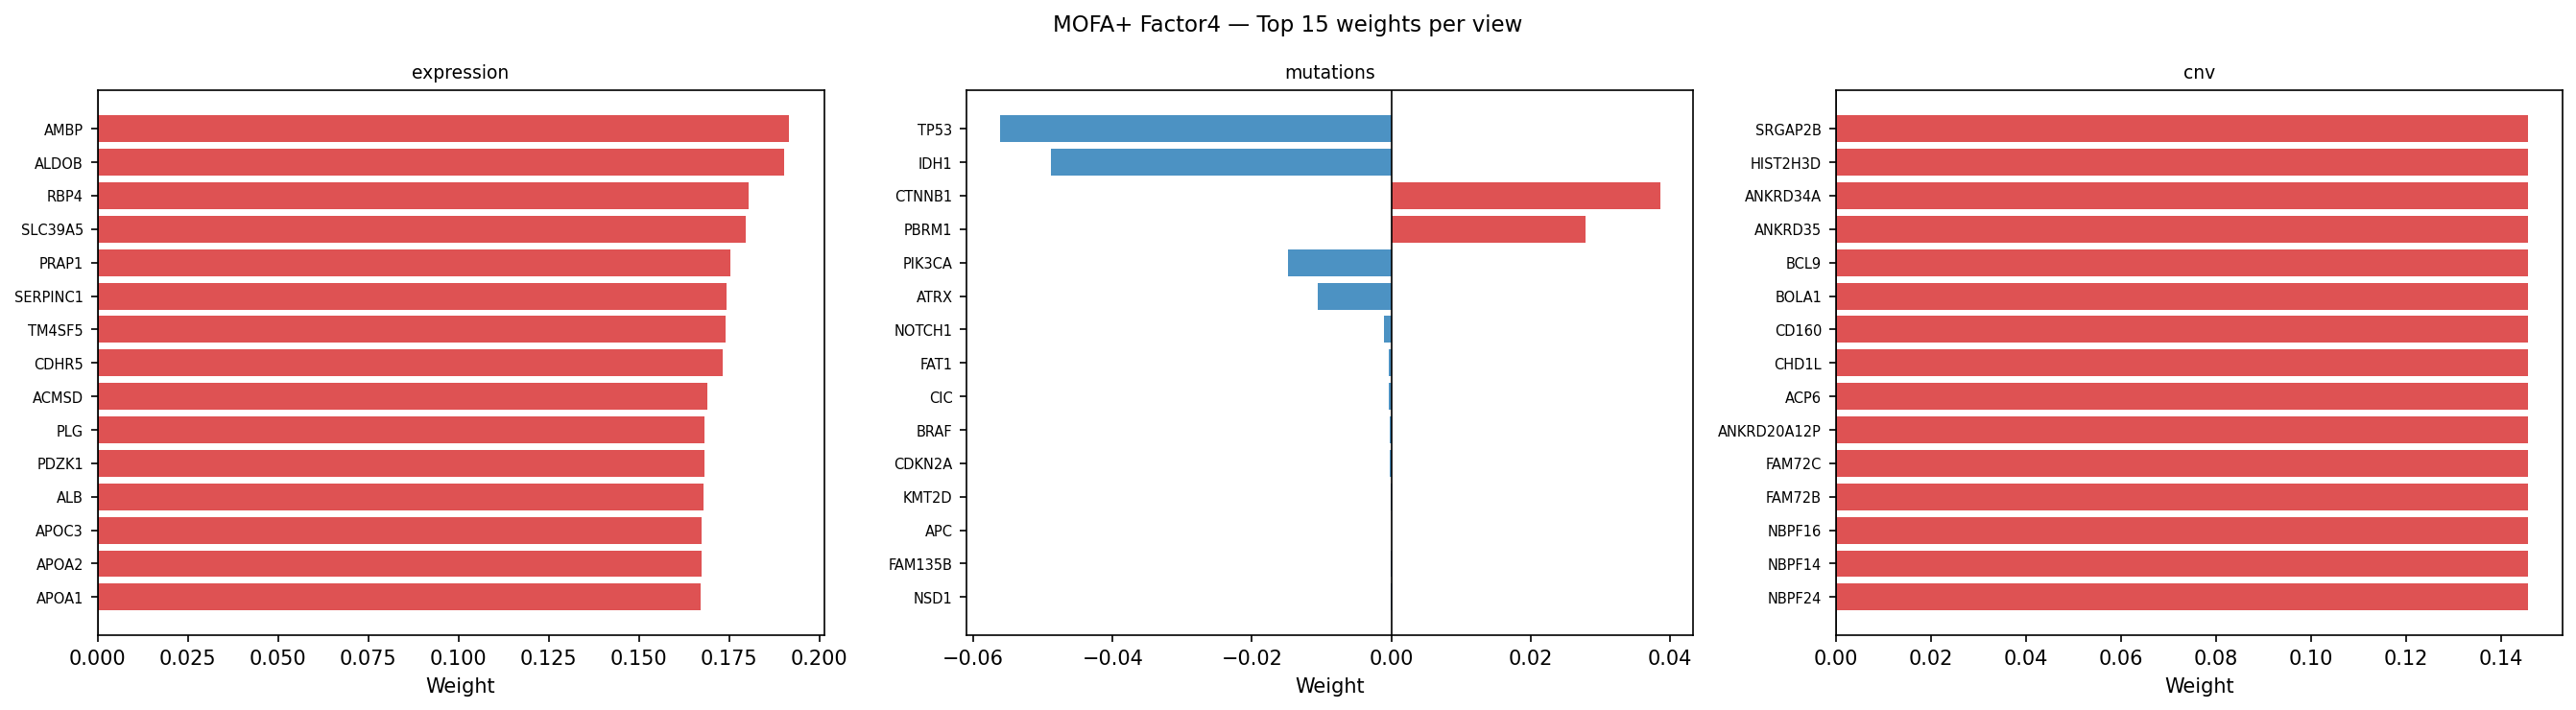 MOFA+ Factor4 — Top 15 weights per view
expression
AMBP
ALDOB
RBP4
SLC39A5
PRAP1
SERPINC1
TM4SF5
CDHR5
ACMSD
PLG
PDZK1
ALB
APOC3
APOA2
APOA1
0.000 0.025 0.050 0.075 0.100 0.125 0.150 0.175 0.200
Weight
mutations
TP53
IDH1
CTNNB1
PBRM1
PIK3CA
ATRX
NOTCH1
FAT1
CIC
BRAF
CDKN2A
KMT2D
APC
FAM135B
NSD1
−0.06 −0.04 −0.02 0.00 0.02 0.04
Weight
cnv
SRGAP2B
HIST2H3D
ANKRD34A
ANKRD35
BCL9
BOLA1
CD160
CHD1L
ACP6
ANKRD20A12P
FAM72C
FAM72B
NBPF16
NBPF14
NBPF24
0.00 0.02 0.04 0.06 0.08 0.10 0.12 0.14
Weight